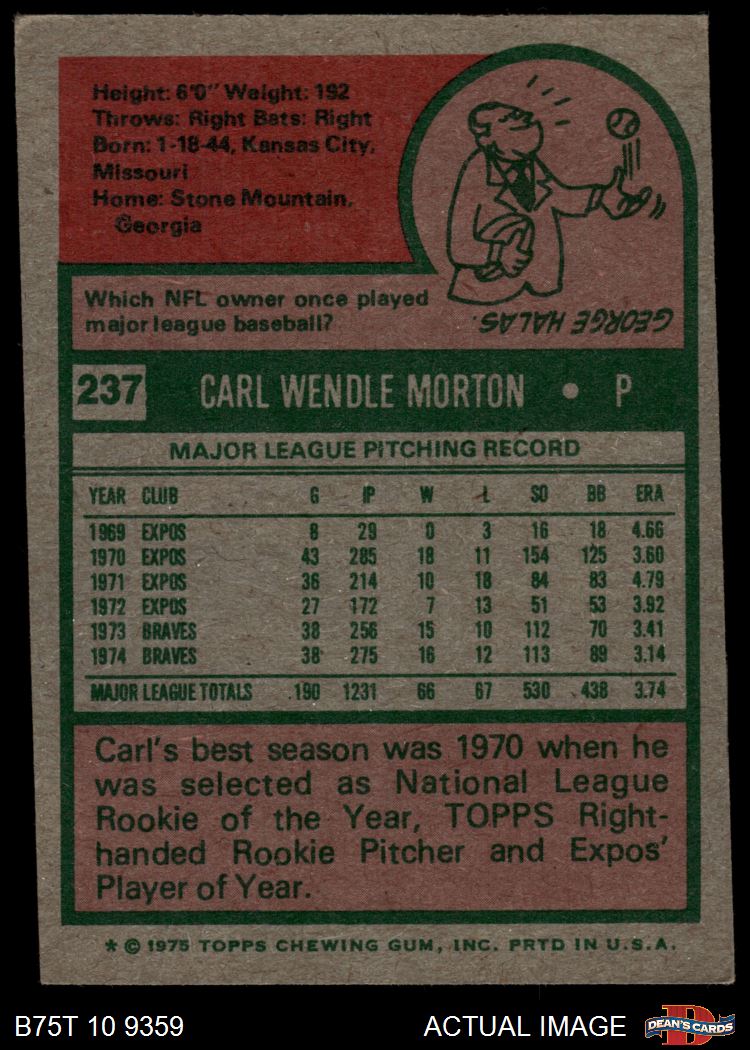 Height: 6'0" Weight: 192
Throws: Right Bats: Right
Born: 1-18-44, Kansas City,
Missouri
Home: Stone Mountain,
Georgia
Which NFL owner once played
major league baseball?
GEORGE HALAS.
237 CARL WENDLE MORTON • P
MAJOR LEAGUE PITCHING RECORD
YEAR CLUB G IP W L SO BB ERA
1969 EXPOS 8 29 0 3 16 18 4.66
1970 EXPOS 43 285 18 11 154 125 3.60
1971 EXPOS 36 214 10 18 84 83 4.79
1972 EXPOS 27 172 7 13 51 53 3.92
1973 BRAVES 38 256 15 10 112 70 3.41
1974 BRAVES 38 275 16 12 113 89 3.14
MAJOR LEAGUE TOTALS 190 1231 66 67 530 438 3.74
Carl's best season was 1970 when he
was selected as National League
Rookie of the Year, TOPPS Right-
handed Rookie Pitcher and Expos'
Player of Year.
* © 1975 TOPPS CHEWING GUM, INC. PRTD IN U.S.A.
B75T 10 9359 ACTUAL IMAGE D DEAN'S CARDS